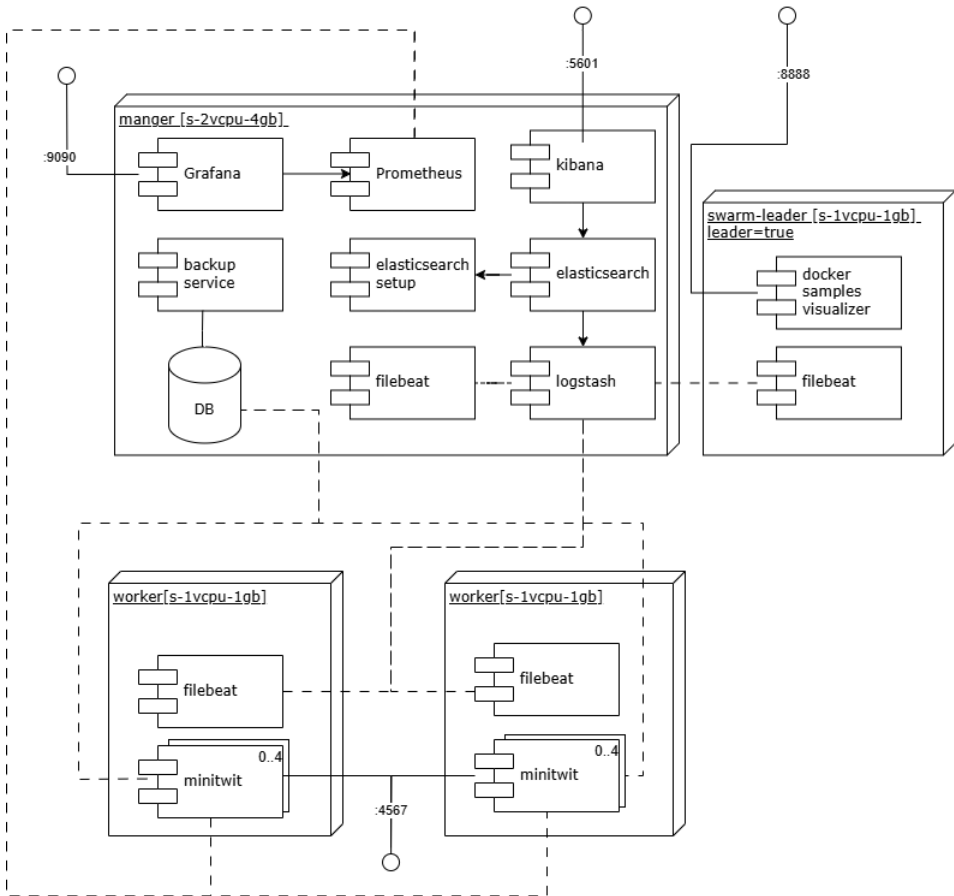 :5601
:8888
:9090
manger [s-2vcpu-4gb]
Grafana
Prometheus
kibana
backup
service
elasticsearch
setup
elasticsearch
DB
filebeat
logstash
swarm-leader [s-1vcpu-1gb]
leader=true
docker
samples
visualizer
filebeat
worker[s-1vcpu-1gb]
filebeat
0..4
minitwit
worker[s-1vcpu-1gb]
filebeat
0..4
minitwit
:4567